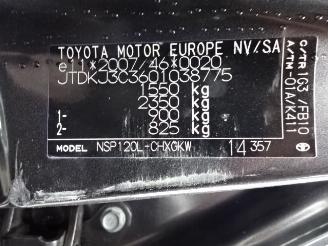 TOYOTA MOTOR EUROPE NV/SA
e11*2007/46*0020
JTDKJ3C3601038775
1550 kg
2350 kg
1- 900 kg
2- 825 kg
MODEL NSP120L-CHXGKW 14 357
C/TR 163 /FB10
A/TM -01A/K411